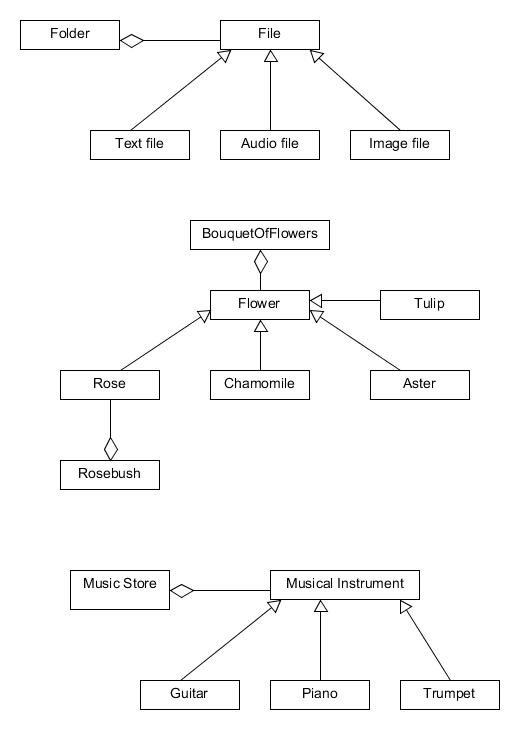 Folder
File
Text file
Audio file
Image file
BouquetOfFlowers
Flower
Tulip
Rose
Chamomile
Aster
Rosebush
Music Store
Musical Instrument
Guitar
Piano
Trumpet